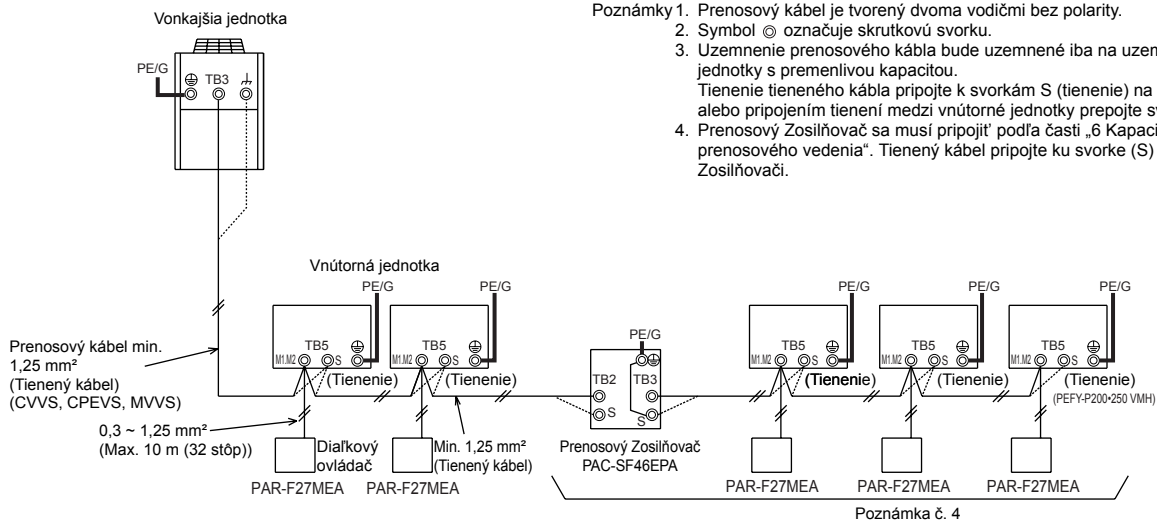 Vonkajšia jednotka
PE/G
TB3
Poznámky 1. Prenosový kábel je tvorený dvoma vodičmi bez polarity.
2. Symbol ◎ označuje skrutkovú svorku.
3. Uzemnenie prenosového kábla bude uzemnené iba na uzem
jednotky s premenlivou kapacitou.
Tienenie tieneného kábla pripojte k svorkám S (tienenie) na
alebo pripojením tienení medzi vnútorné jednotky prepojte s
4. Prenosový Zosilňovač sa musí pripojiť podľa časti „6 Kapaci
prenosového vedenia“. Tienený kábel pripojte ku svorke (S)
Zosilňovači.
Vnútorná jednotka
PE/G PE/G PE/G PE/G PE/G PE/G
M1.M2 TB5 S
(Tienenie)
M1.M2 TB5 S
(Tienenie)
TB2 TB3
S S
M1.M2 TB5 S
(Tienenie)
M1.M2 TB5 S
(Tienenie)
M1.M2 TB5 S
(Tienenie)
(PEFY-P200•250 VMH)
Prenosový kábel min.
1,25 mm²
(Tienený kábel)
(CVVS, CPEVS, MVVS)
0,3 ~ 1,25 mm²
(Max. 10 m (32 stôp))
Diaľkový
ovládač
Min. 1,25 mm²
(Tienený kábel)
Prenosový Zosilňovač
PAC-SF46EPA
PAR-F27MEA PAR-F27MEA PAR-F27MEA PAR-F27MEA PAR-F27MEA
Poznámka č. 4